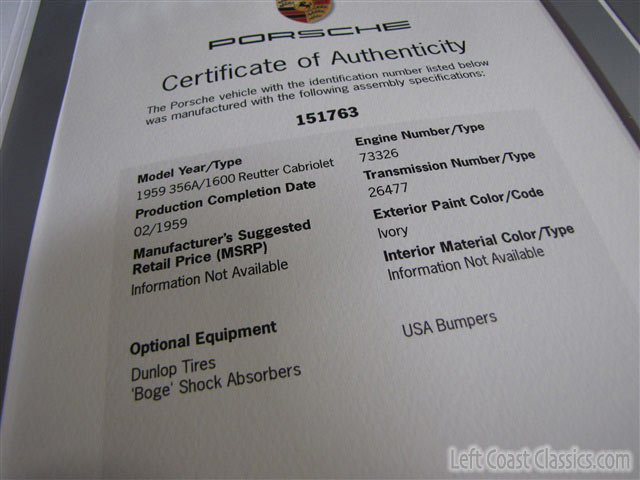 PORSCHE
Certificate of Authenticity
The Porsche vehicle with the identification number listed below
was manufactured with the following assembly specifications:
151763
Model Year/Type
1959 356A/1600 Reutter Cabriolet
Production Completion Date
02/1959
Manufacturer's Suggested
Retail Price (MSRP)
Information Not Available
Engine Number/Type
73326
Transmission Number/Type
26477
Exterior Paint Color/Code
Ivory
Interior Material Color/Type
Information Not Available
Optional Equipment
Dunlop Tires
'Boge' Shock Absorbers
USA Bumpers
Left Coast Classics.com